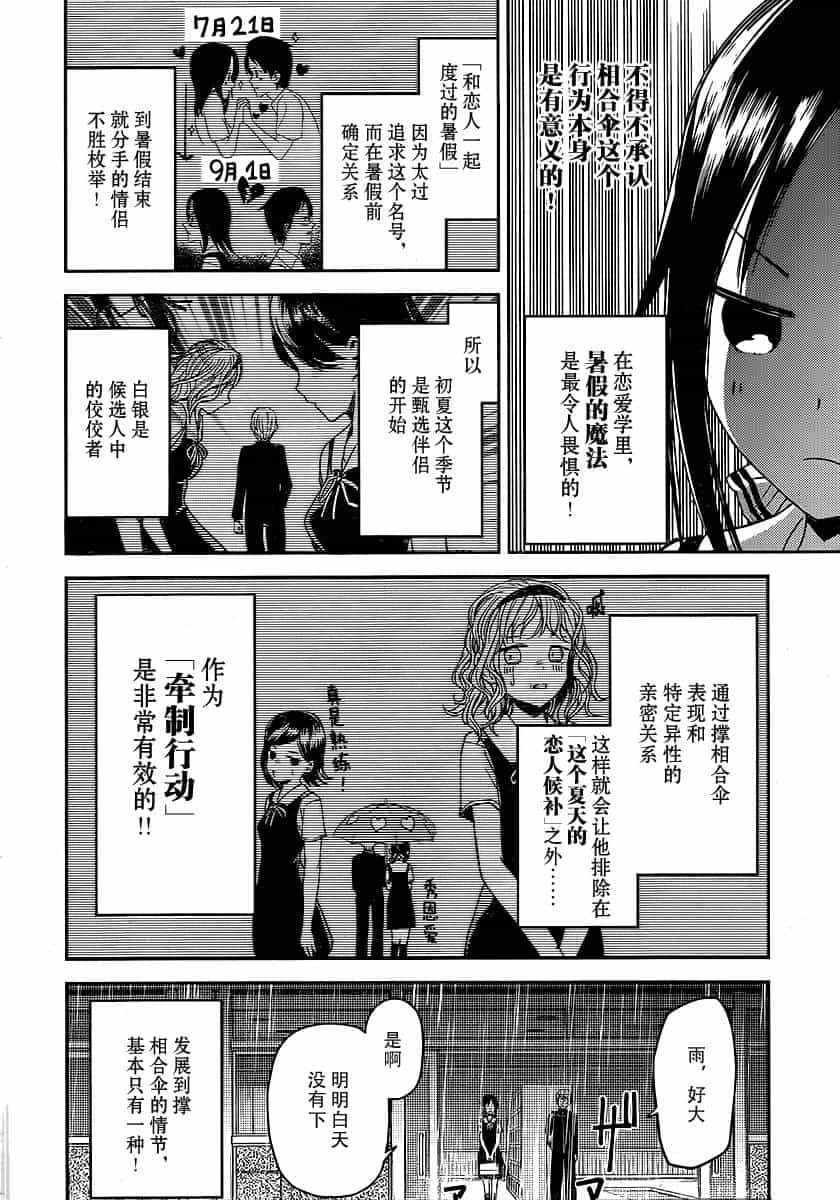 不得不承认
相合伞这个
行为本身
是有意义的！
在恋爱学里，
暑假的魔法
是最令人畏惧的！
「和恋人一起
度过的暑假」
因为太过
追求这个名号，
而在暑假前
确定关系
7月21日
9月1日
到暑假结束
就分手的情侣
不胜枚举！
所以
初夏这个季节
是甄选伴侣
的开始
白银是
候选人中
的佼佼者
通过撑相合伞
表现和
特定异性的
亲密关系
这样就会让他排除在
「这个夏天的
恋人候补」之外……
真是熟练！
秀恩爱
作为
「牵制行动」
是非常有效的!!
雨，好
大
ザ
ア
ア
是啊
明明白天
没有下
发展到撑
相合伞的情节，
基本只有一种！